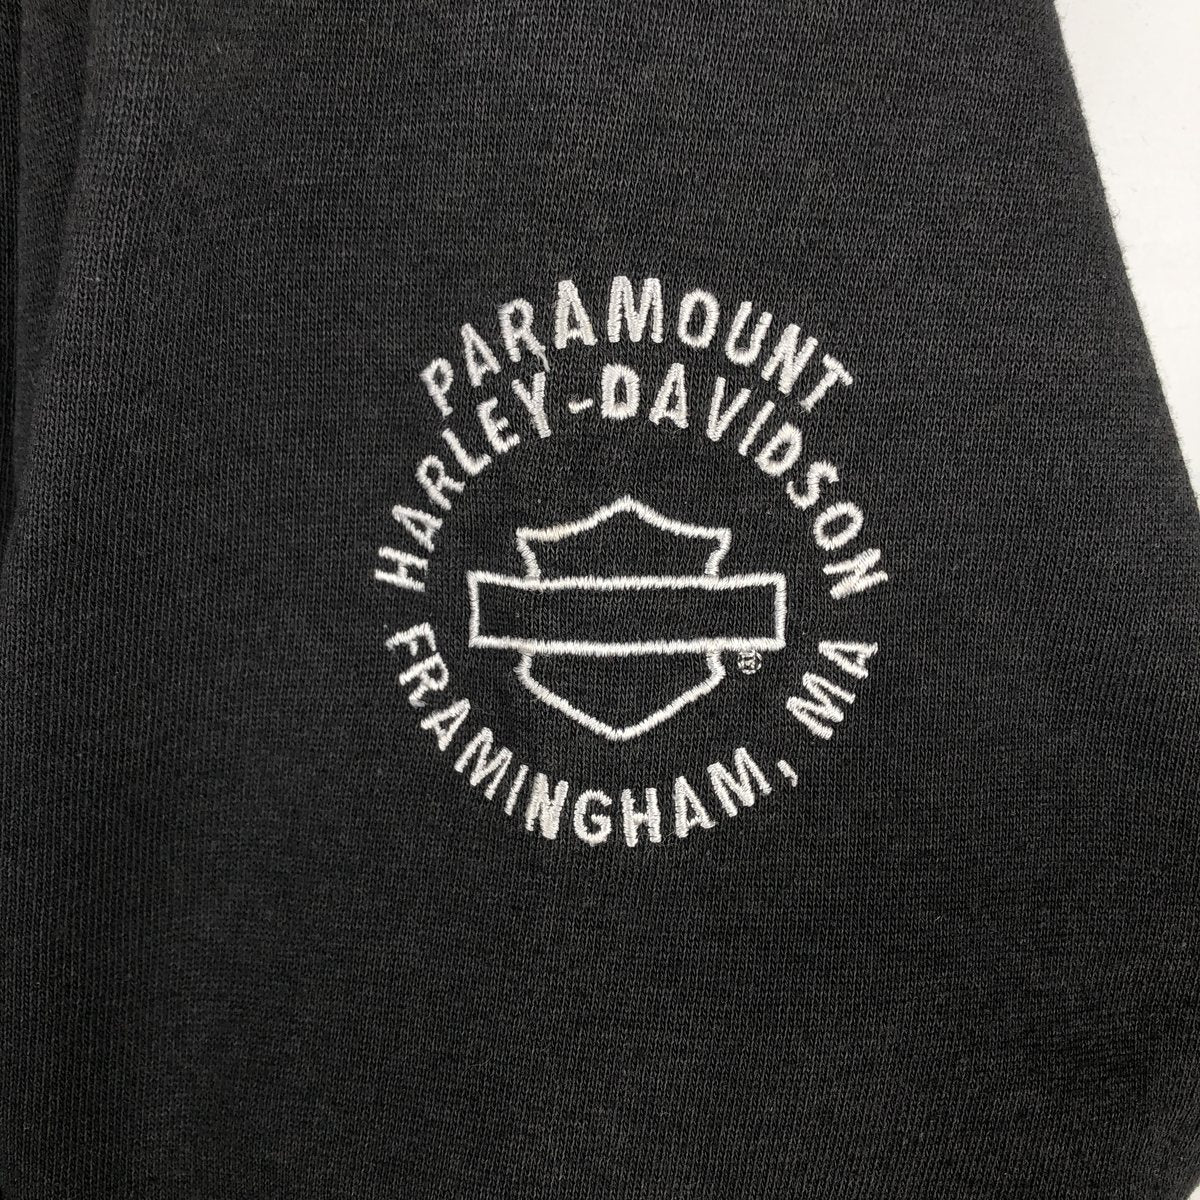 PARAMOUNT
HARLEY-DAVIDSON
®
FRAMINGHAM, MA